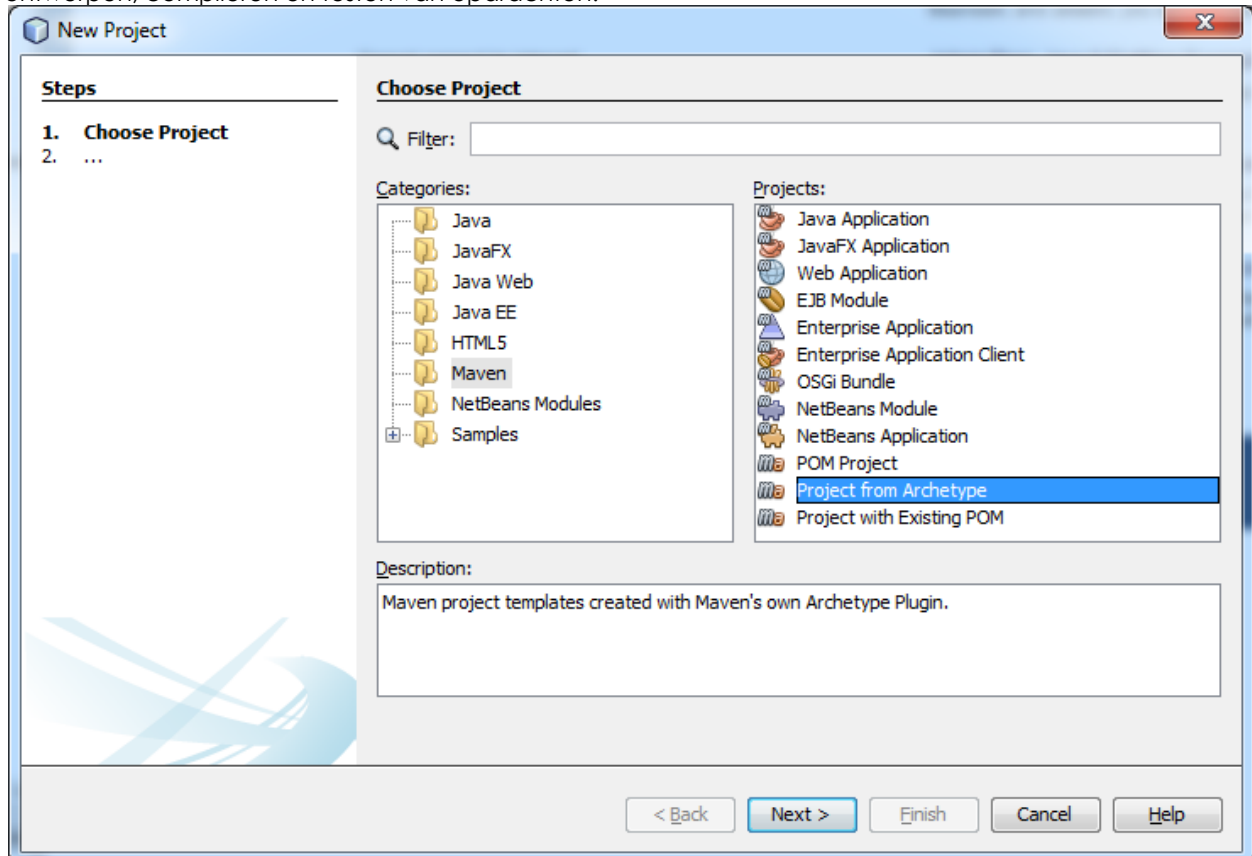 New Project
Steps
1. Choose Project
2. ...
Choose Project
Filter:
Categories:
Java
JavaFX
Java Web
Java EE
HTML5
Maven
NetBeans Modules
Samples
Projects:
Java Application
JavaFX Application
Web Application
EJB Module
Enterprise Application
Enterprise Application Client
OSGi Bundle
NetBeans Module
NetBeans Application
POM Project
Project from Archetype
Project with Existing POM
Description:
Maven project templates created with Maven's own Archetype Plugin.
< Back Next > Finish Cancel Help